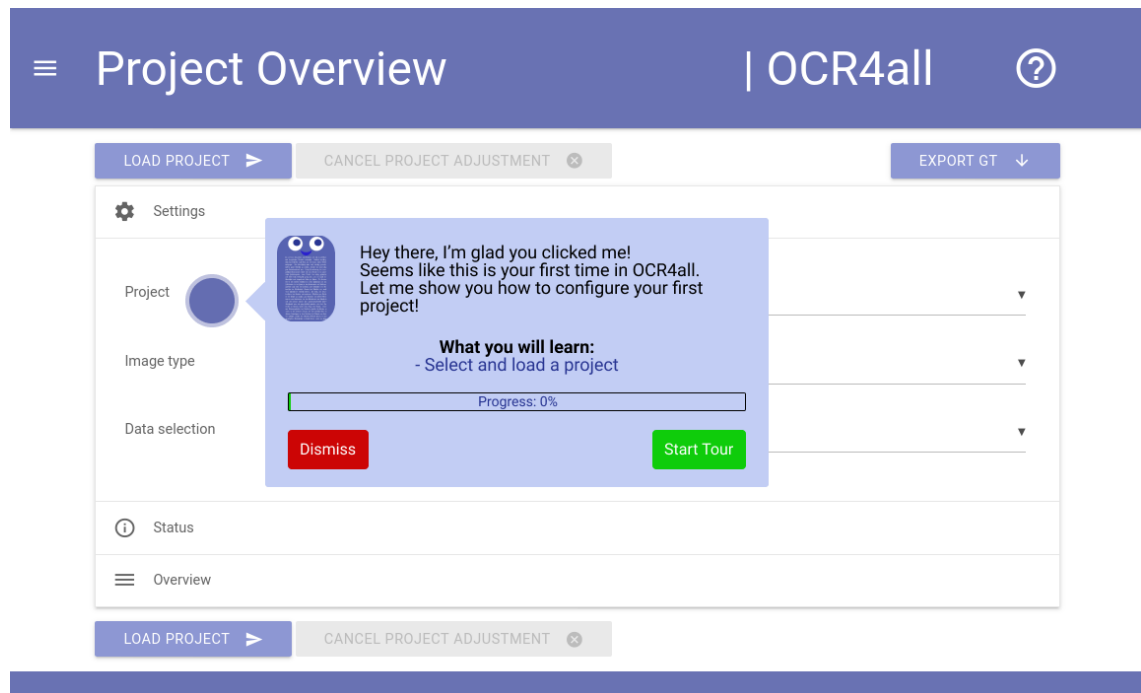 Project Overview | OCR4all
LOAD PROJECT CANCEL PROJECT ADJUSTMENT EXPORT GT
Settings
Hey there, I'm glad you clicked me!
Seems like this is your first time in OCR4all.
Let me show you how to configure your first
project!
Project
What you will learn:
- Select and load a project
Image type
Progress: 0%
Data selection
Dismiss Start Tour
Status
Overview
LOAD PROJECT CANCEL PROJECT ADJUSTMENT